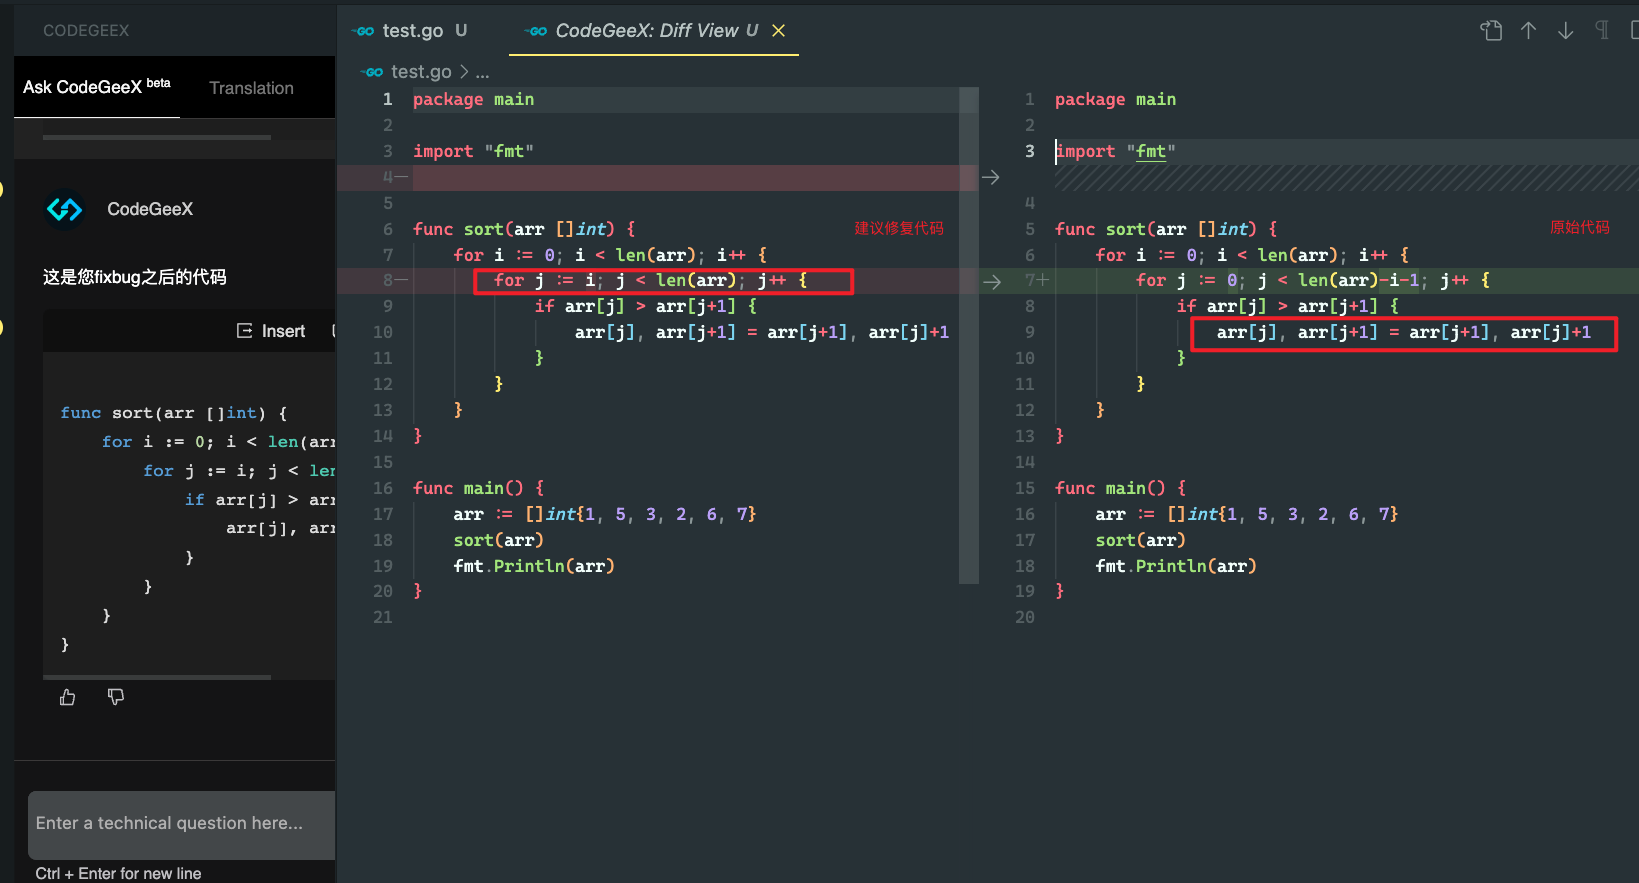 CODEGEEX
Ask CodeGeeX beta
Translation
CodeGeeX
这是您fixbug之后的代码
Insert
func sort(arr []int) {
    for i := 0; i < len(arr
        for j := i; j < len
            if arr[j] > arr
                arr[j], arr
            }
        }
    }
}
Enter a technical question here...
Ctrl + Enter for new line
test.go U
CodeGeeX: Diff View U
test.go > ...
1 package main
2
3 import "fmt"
4
5
6 func sort(arr []int) {
建议修复代码
7     for i := 0; i < len(arr); i++ {
8         for j := i; j < len(arr); j++ {
9             if arr[j] > arr[j+1] {
10                 arr[j], arr[j+1] = arr[j+1], arr[j]+1
11             }
12         }
13     }
14 }
15
16 func main() {
17     arr := []int{1, 5, 3, 2, 6, 7}
18     sort(arr)
19     fmt.Println(arr)
20 }
21
1 package main
2
3 import "fmt"
4
5 func sort(arr []int) {
原始代码
6     for i := 0; i < len(arr); i++ {
7+         for j := 0; j < len(arr)-i-1; j++ {
8             if arr[j] > arr[j+1] {
9                 arr[j], arr[j+1] = arr[j+1], arr[j]+1
10             }
11         }
12     }
13 }
14
15 func main() {
16     arr := []int{1, 5, 3, 2, 6, 7}
17     sort(arr)
18     fmt.Println(arr)
19 }
20